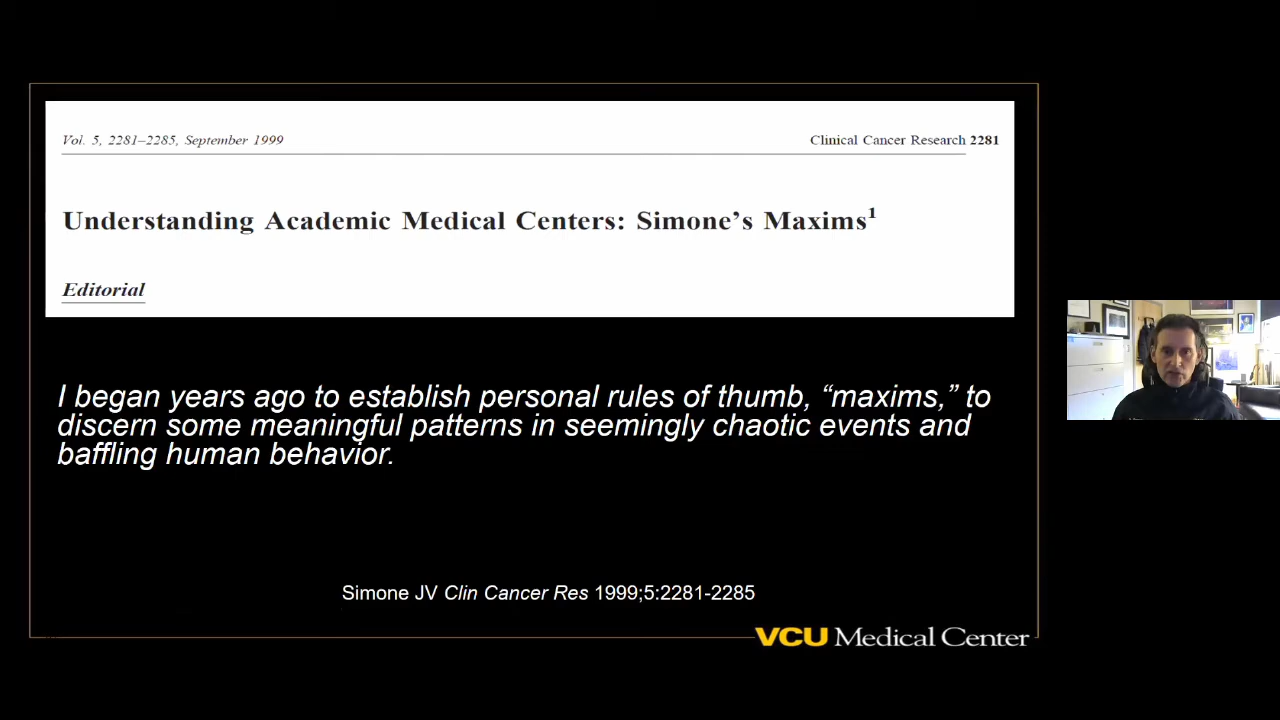 Vol. 5, 2281–2285, September 1999
Clinical Cancer Research 2281
Understanding Academic Medical Centers: Simone’s Maxims1
Editorial
I began years ago to establish personal rules of thumb, “maxims,” to
discern some meaningful patterns in seemingly chaotic events and
baffling human behavior.
Simone JV Clin Cancer Res 1999;5:2281-2285
VCU Medical Center